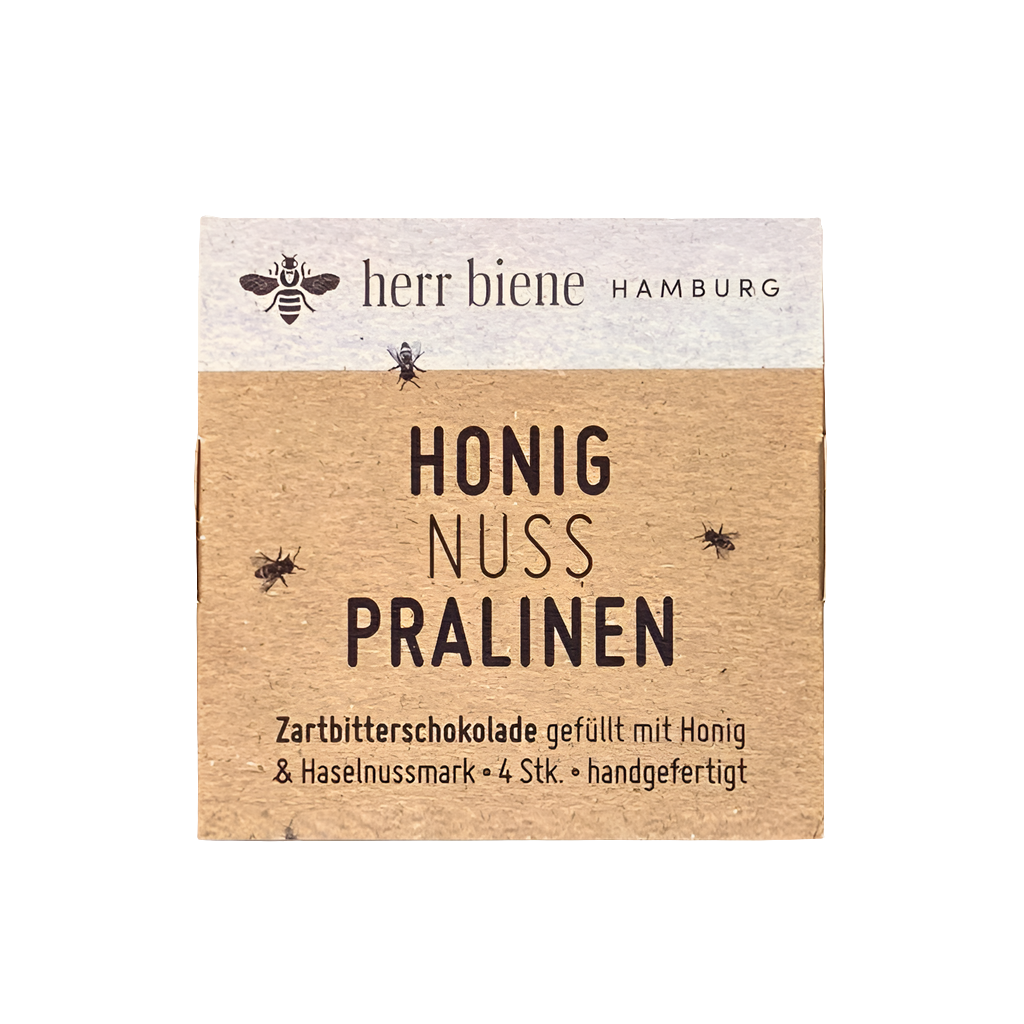 herr biene HAMBURG
HONIG
NUSS
PRALINEN
Zartbitterschokolade gefüllt mit Honig
& Haselnussmark • 4 Stk. • handgefertigt